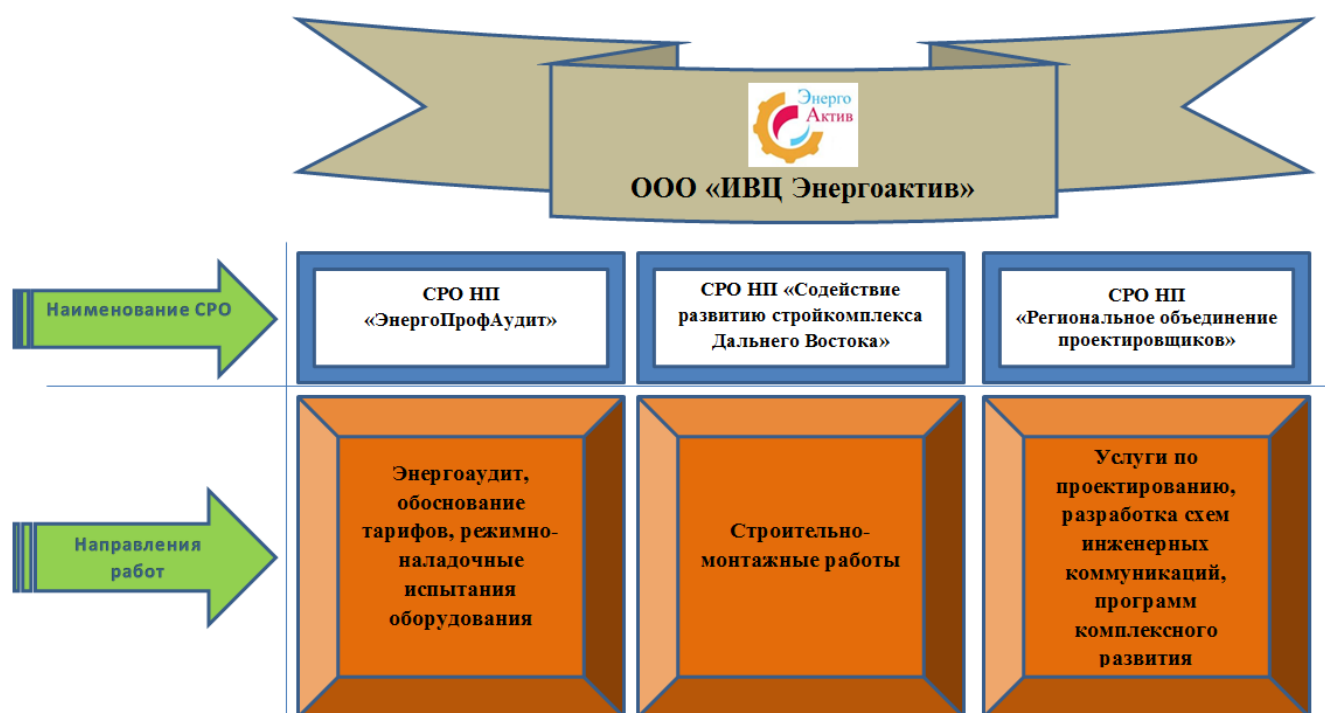 Энерго
Актив
ООО «ИВЦ Энергоактив»
Наименование СРО
СРО НП
«ЭнергоПрофАудит»
СРО НП «Содействие
развитию стройкомплекса
Дальнего Востока»
СРО НП
«Региональное объединение
проектировщиков»
Направления
работ
Энергоаудит,
обоснование
тарифов, режимно-
наладочные
испытания
оборудования
Строительно-
монтажные работы
Услуги по
проектированию,
разработка схем
инженерных
коммуникаций,
программ
комплексного
развития